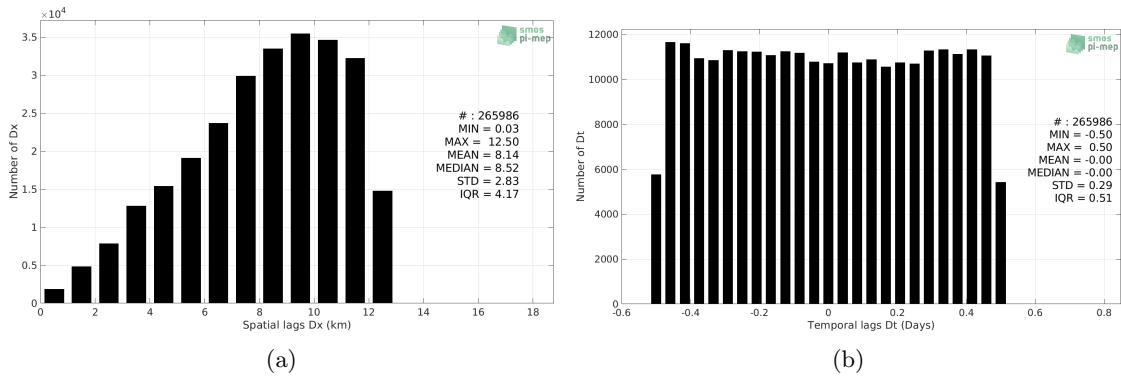 ×10⁴
3.5
3
2.5
2
1.5
1
0.5
0
Number of Dx
0 2 4 6 8 10 12 14 16 18
Spatial lags Dx (km)
smos
pi-mep
# : 265986
MIN = 0.03
MAX = 12.50
MEAN = 8.14
MEDIAN = 8.52
STD = 2.83
IQR = 4.17
(a)
12000
10000
8000
6000
4000
2000
0
Number of Dt
-0.6 -0.4 -0.2 0 0.2 0.4 0.6 0.8
Temporal lags Dt (Days)
smos
pi-mep
# : 265986
MIN = -0.50
MAX = 0.50
MEAN = -0.00
MEDIAN = -0.00
STD = 0.29
IQR = 0.51
(b)